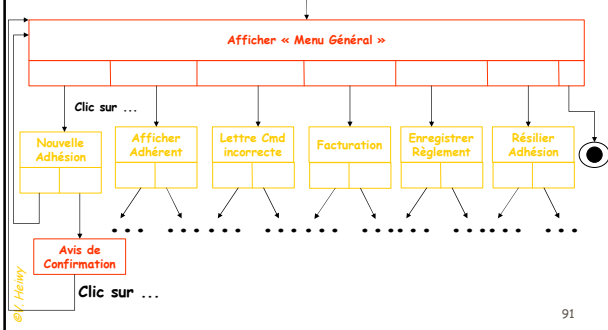 Afficher « Menu Général »
Clic sur ...
Nouvelle
Adhésion
Afficher
Adhérent
Lettre Cmd
incorrecte
Facturation
Enregistrer
Règlement
Résilier
Adhésion
Avis de
Confirmation
Clic sur ...
©V. Heiwy
91